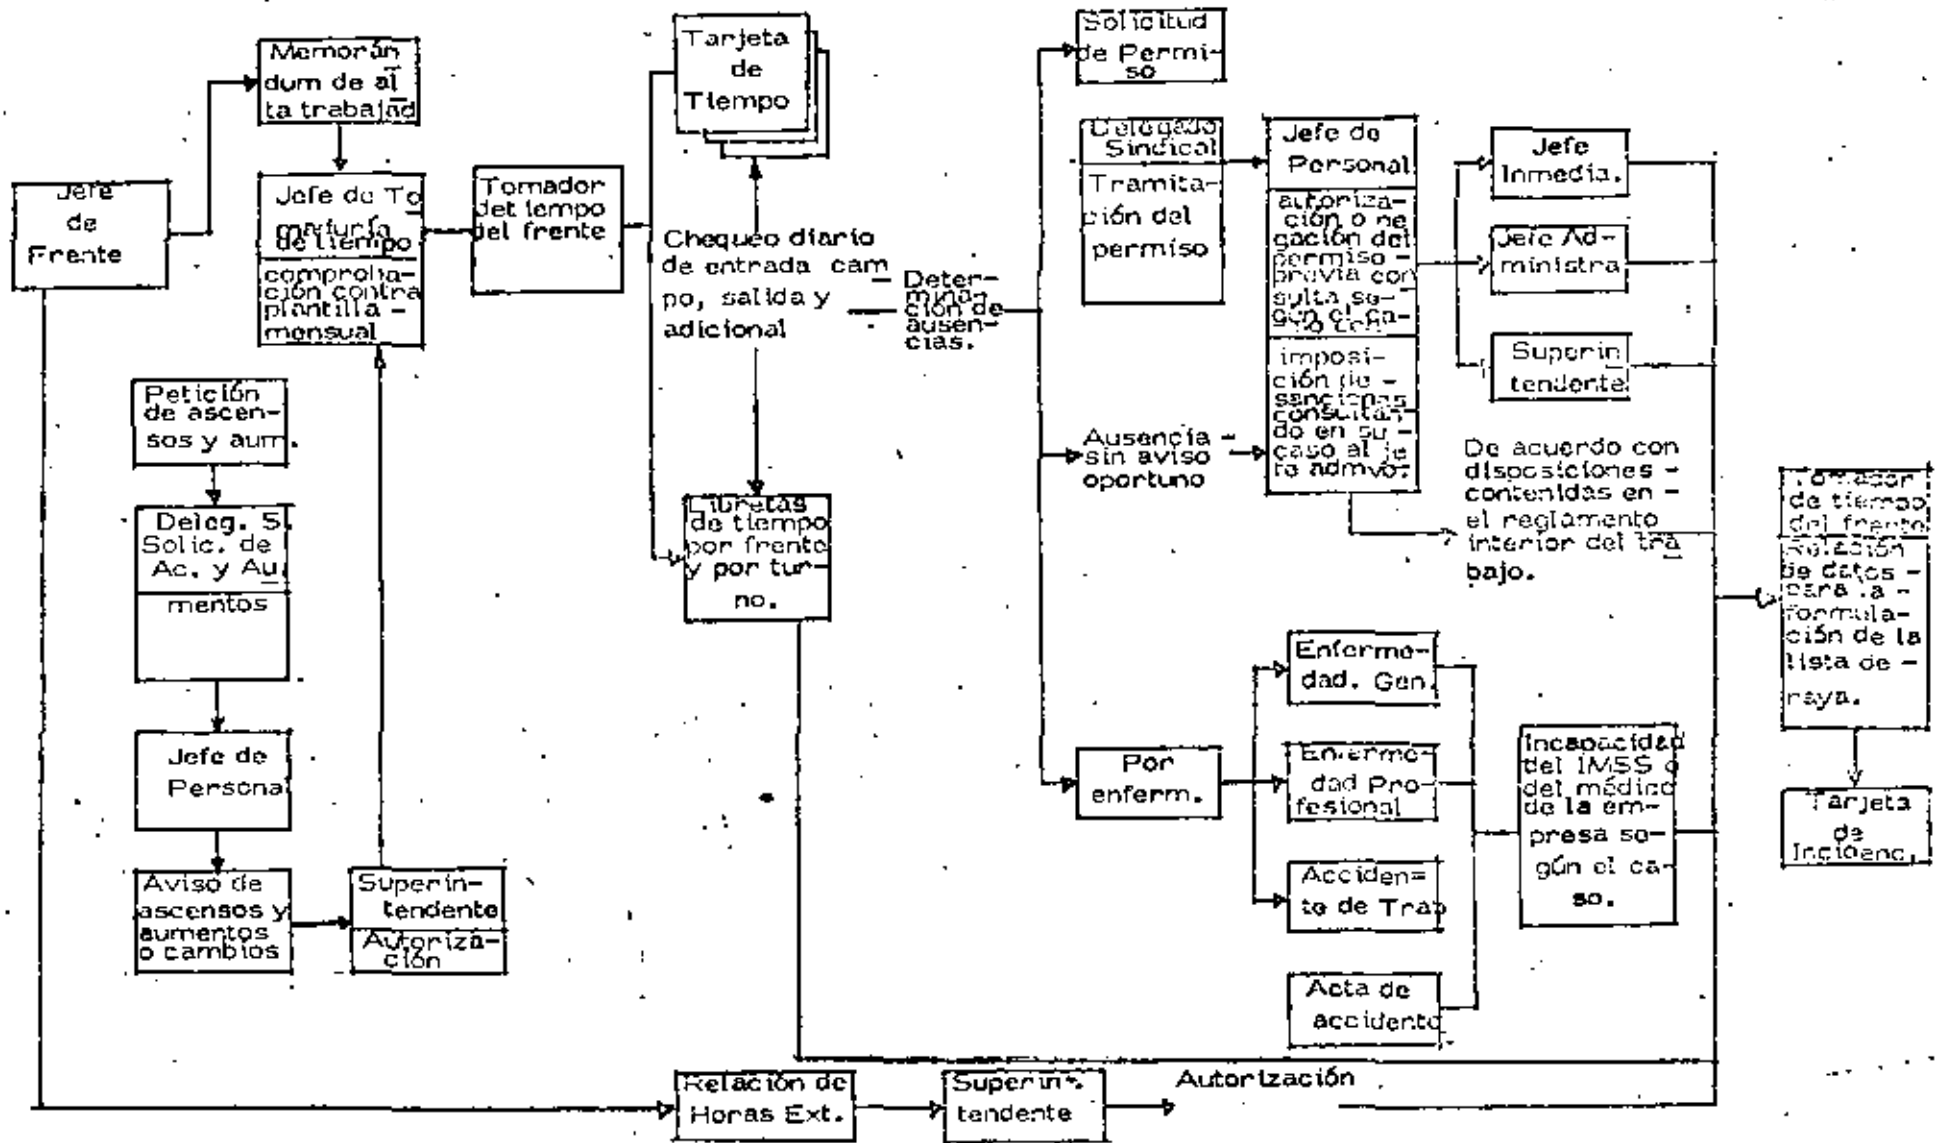 Memorán
dum de al
ta trabajad
Jefe
de
Frente
Jefe de To
maduría
de tiempo
comproba-
ción contra
plantilla -
mensual
Tomador
del tempo
del frente
Tarjeta
de
Tiempo
Chequeo diario
de entrada cam
po, salida y
adicional
Libretas
de tiempo
por frente
y por tur-
no.
Deter-
mina-
ción de
ausen-
cias.
Petición
de ascen-
sos y aum.
Deleg. S.
Solic. de
Ac. y Au
mentos
Jefe de
Persona
Aviso de
ascensos y
aumentos
o cambios
Superin-
tendente
Autoriza-
ción
Solicitud
de Permi-
so
Delegado
Sindical
Tramita-
ción del
permiso
Jefe de
Personal
autoriza-
ción o ne
gación del
permiso -
previa con
sulta se-
gún el ca-
imposi-
ción de -
sanciones
consultan-
do en su -
caso al je
admvo.
Jefe
Inmedia.
Jefe Ad-
ministra
Superin
tendente
Ausencia -
sin aviso
oportuno
De acuerdo con
disposiciones -
contenidas en -
el reglamento
interior del tra
bajo.
Por
enferm.
Enferme-
dad. Gen.
Enferme-
dad Pro-
fesional
Acciden=
te de Trab
Acta de
accidente
Incapacidad
del IMSS o
del médico
de la em-
presa se-
gún el ca-
so.
Tomador
de tiempo
del frente
Relación
de datos -
para la -
formula-
ción de la
lista de -
raya.
Tarjeta
de
Incidenc.
Relación de
Horas Ext.
Superin-
tendente
Autorización